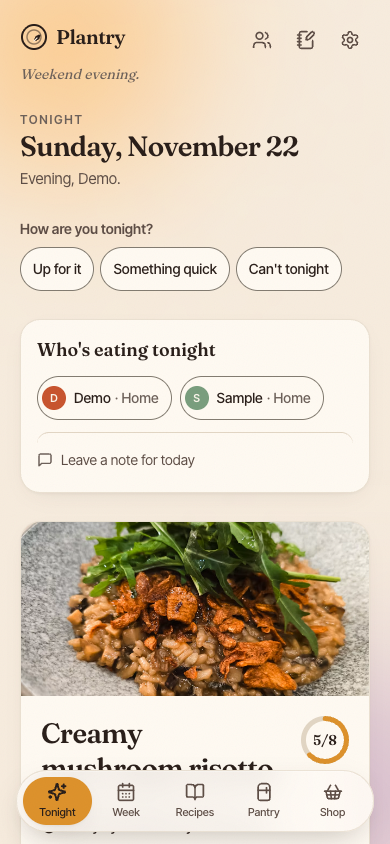 Plantry
Weekend evening.
TONIGHT
Sunday, November 22
Evening, Demo.
How are you tonight?
Up for it
Something quick
Can't tonight
Who's eating tonight
D Demo · Home
S Sample · Home
Leave a note for today
Creamy
mushroom risotto
5/8
Tonight
Week
Recipes
Pantry
Shop